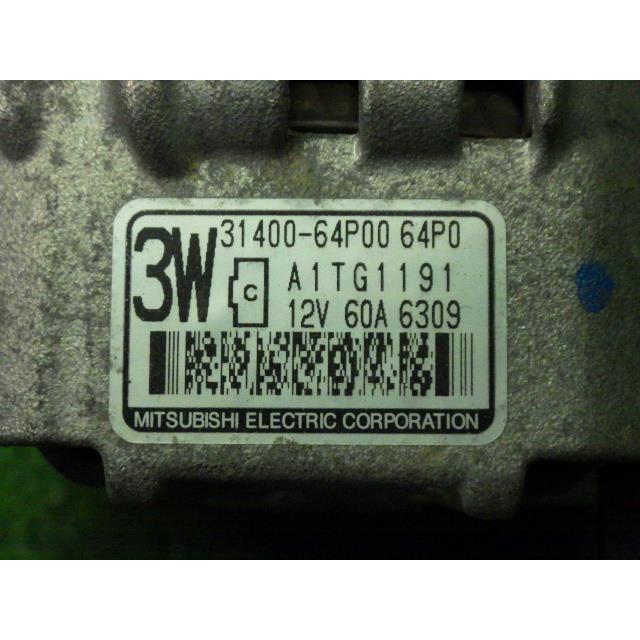 3W 31400-64P00 64P0
C A1TG1191
12V 60A 6309
MITSUBISHI ELECTRIC CORPORATION